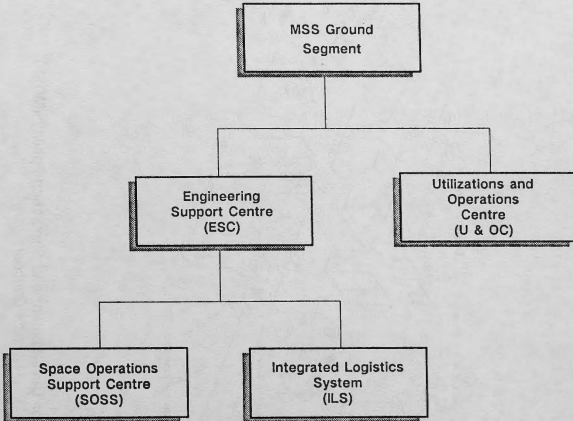 MSS Ground
Segment
Engineering
Support Centre
(ESC)
Utilizations and
Operations
Centre
(U & OC)
Space Operations
Support Centre
(SOSS)
Integrated Logistics
System
(ILS)